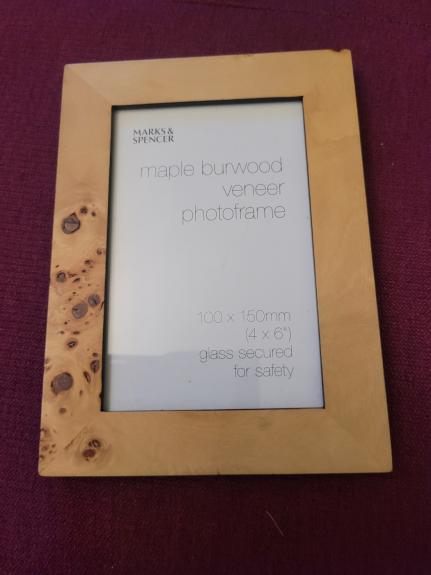 MARKS &
SPENCER
maple burwood
veneer
photoframe
100 x 150mm
(4 x 6")
glass secured
for safety